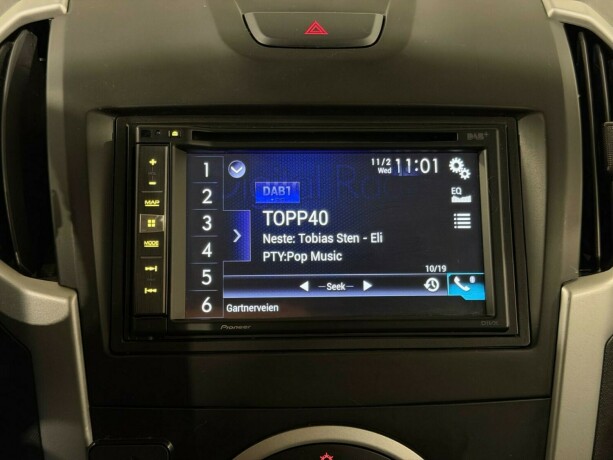 DAB+
+
1
2
3
4
5
6
MAP
MODE
DAB1
11/2
Wed
11:01
EQ
TOPP40
Neste: Tobias Sten - Eli
PTY:Pop Music
10/19
Seek
Gartnerveien
Pioneer